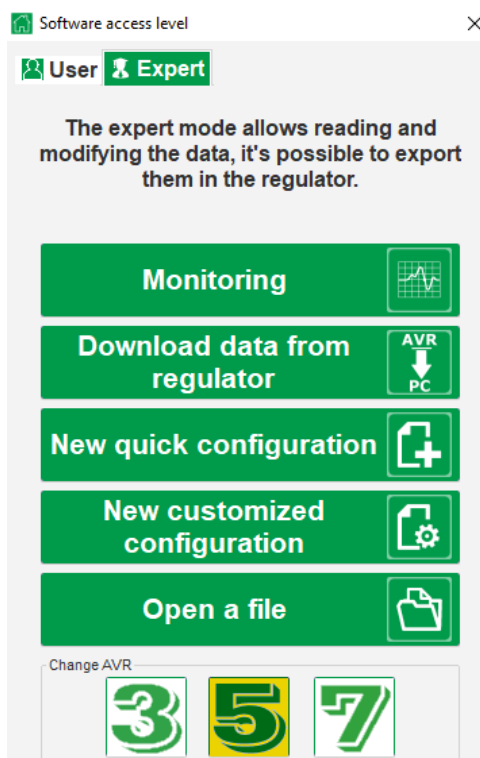 Software access level
User Expert
The expert mode allows reading and
modifying the data, it's possible to export
them in the regulator.
Monitoring
Download data from
regulator
AVR
PC
New quick configuration
New customized
configuration
Open a file
Change AVR
3 5 7